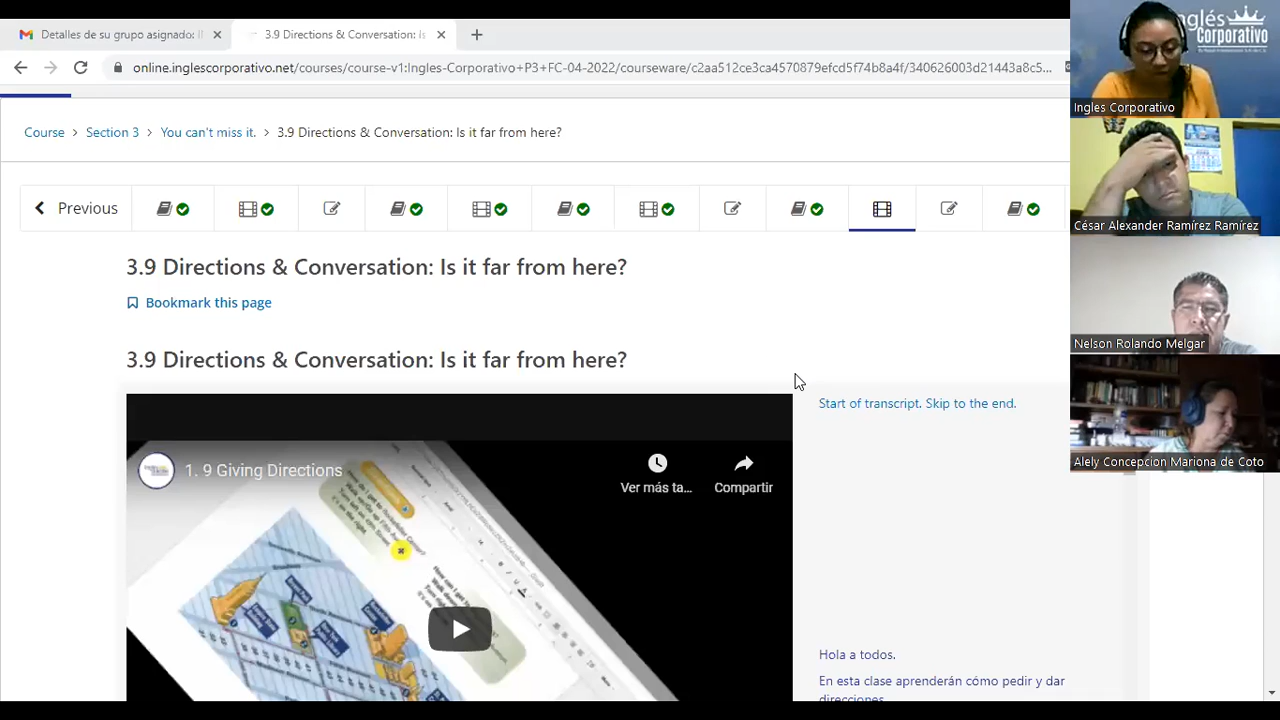 Detalles de su grupo asignado: I
3.9 Directions & Conversation: Is
online.inglescorporativo.net/courses/course-v1:Ingles-Corporativo+P3+FC-04-2022/courseware/c2aa512ce3ca4570879efcd5f74b8a4f/340626003d21443a8c5...
Course > Section 3 > You can't miss it. > 3.9 Directions & Conversation: Is it far from here?
Previous
3.9 Directions & Conversation: Is it far from here?
Bookmark this page
3.9 Directions & Conversation: Is it far from here?
1. 9 Giving Directions
Ver más ta...
Compartir
Start of transcript. Skip to the end.
Hola a todos.
En esta clase aprenderán cómo pedir y dar
direcciones
Inglés
Corporativo
Ingles Corporativo
César Alexander Ramírez Ramírez
Nelson Rolando Melgar
Alely Concepcion Mariona de Coto